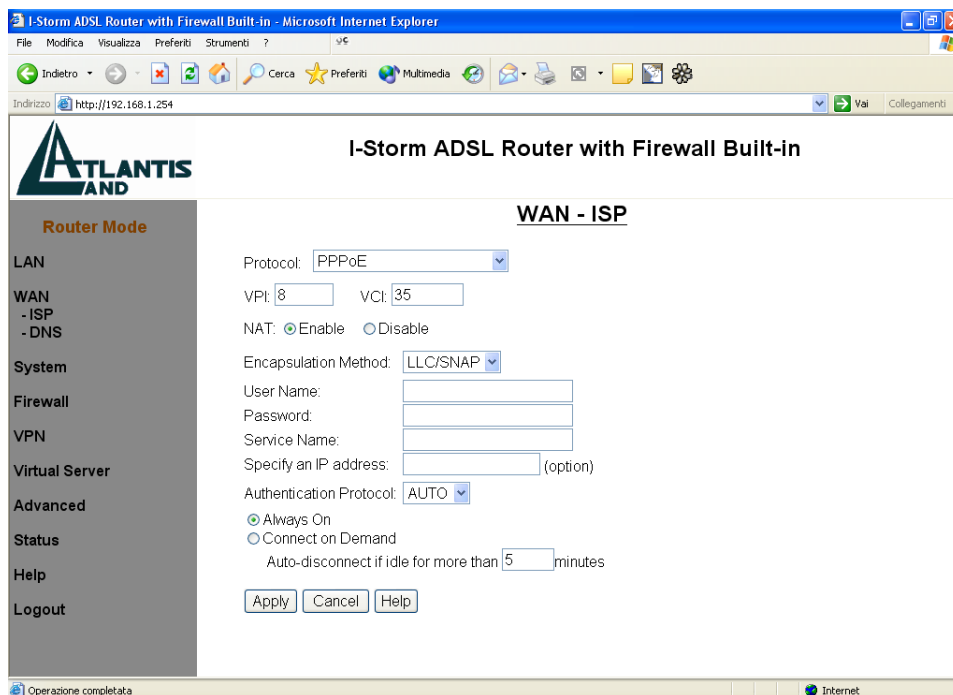 I-Storm ADSL Router with Firewall Built-in - Microsoft Internet Explorer
File Modifica Visualizza Preferiti Strumenti ?
Indietro Cerca Preferiti Multimedia
Indirizzo http://192.168.1.254 Vai Collegamenti
ATLANTIS
LAND
I-Storm ADSL Router with Firewall Built-in
Router Mode
LAN
WAN
- ISP
- DNS
System
Firewall
VPN
Virtual Server
Advanced
Status
Help
Logout
WAN - ISP
Protocol: PPPoE
VPI: 8 VCI: 35
NAT: Enable Disable
Encapsulation Method: LLC/SNAP
User Name:
Password:
Service Name:
Specify an IP address: (option)
Authentication Protocol: AUTO
Always On
Connect on Demand
Auto-disconnect if idle for more than 5 minutes
Apply Cancel Help
Operazione completata Internet